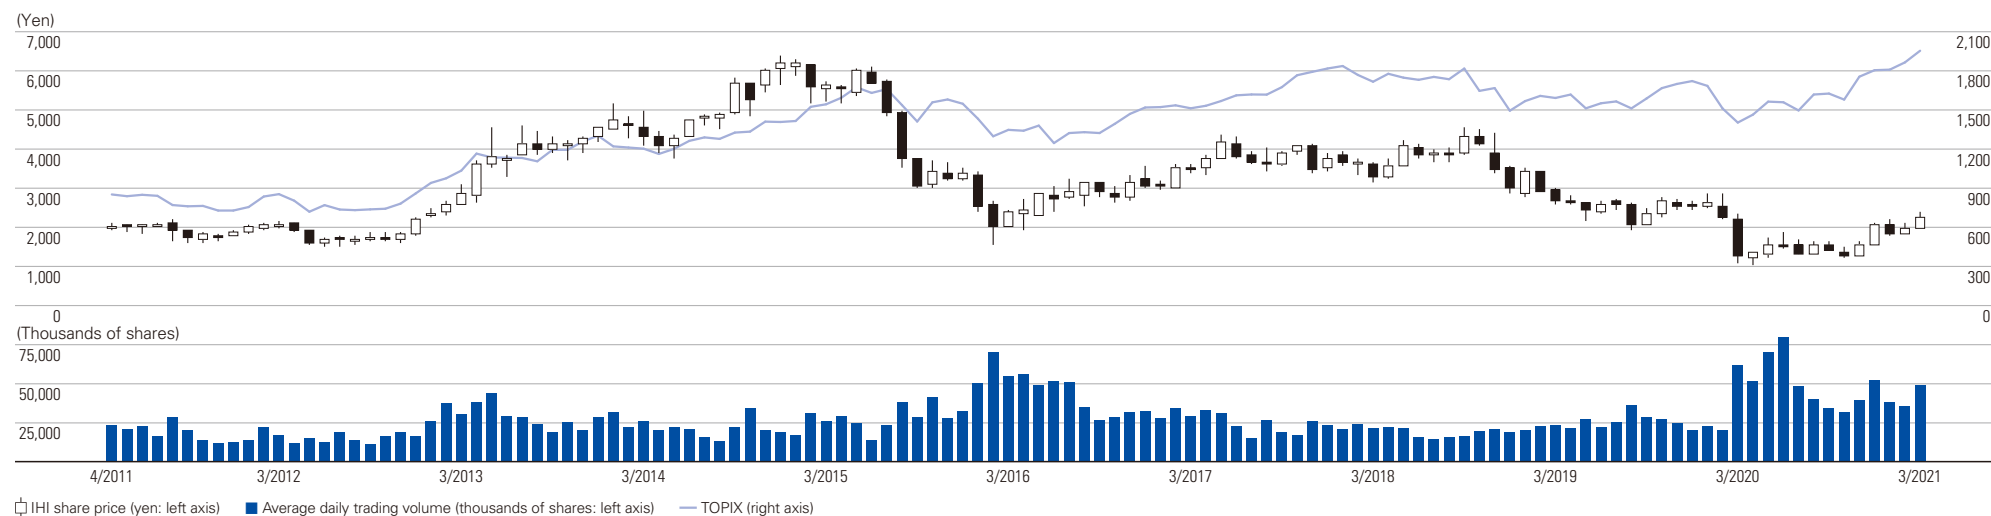 (Yen)
7,000 2,100
6,000 1,800
5,000 1,500
4,000 1,200
3,000 900
2,000 600
1,000 300
0 0
(Thousands of shares)
75,000
50,000
25,000
4/2011 3/2012 3/2013 3/2014 3/2015 3/2016 3/2017 3/2018 3/2019 3/2020 3/2021
IHI share price (yen: left axis) Average daily trading volume (thousands of shares: left axis) TOPIX (right axis)